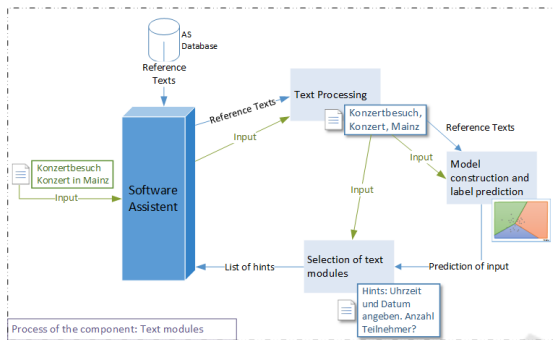 AS
Database
Reference
Texts
Reference Texts
Text Processing
Input
Konzertbesuch,
Konzert, Mainz
Reference Texts
Konzertbesuch
Konzert in Mainz
Input
Software
Assistent
Input
Input
Model
construction and
label prediction
List of hints
Selection of text
modules
Prediction of input
Hints: Uhrzeit
und Datum
angeben. Anzahl
Teilnehmer?
Process of the component: Text modules